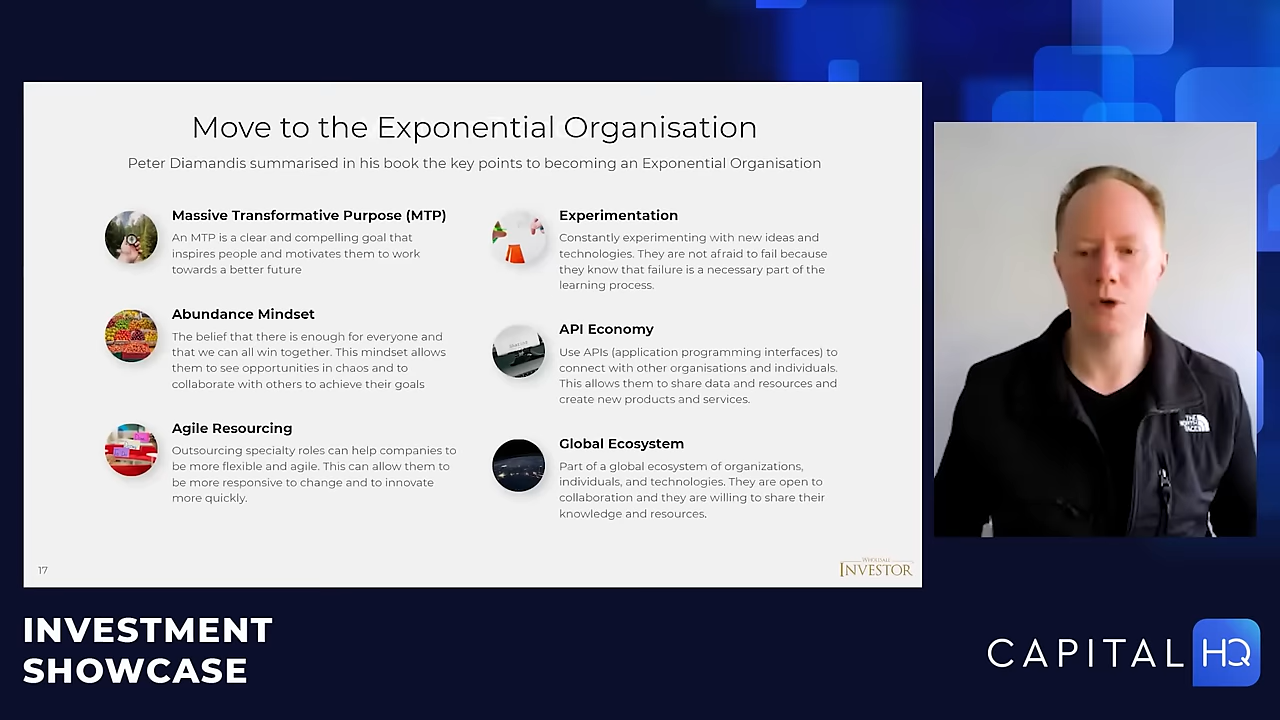 Move to the Exponential Organisation
Peter Diamandis summarised in his book the key points to becoming an Exponential Organisation
Massive Transformative Purpose (MTP)
An MTP is a clear and compelling goal that
inspires people and motivates them to work
towards a better future
Abundance Mindset
The belief that there is enough for everyone and
that we can all win together. This mindset allows
them to see opportunities in chaos and to
collaborate with others to achieve their goals
Agile Resourcing
Outsourcing specialty roles can help companies to
be more flexible and agile. This can allow them to
be more responsive to change and to innovate
more quickly.
Experimentation
Constantly experimenting with new ideas and
technologies. They are not afraid to fail because
they know that failure is a necessary part of the
learning process.
API Economy
Use APIs (application programming interfaces) to
connect with other organisations and individuals.
This allows them to share data and resources and
create new products and services.
Global Ecosystem
Part of a global ecosystem of organizations,
individuals, and technologies. They are open to
collaboration and they are willing to share their
knowledge and resources.
17
WHOLESALE
INVESTOR
THE
NORTH
FACE
INVESTMENT
SHOWCASE
CAPITAL HQ